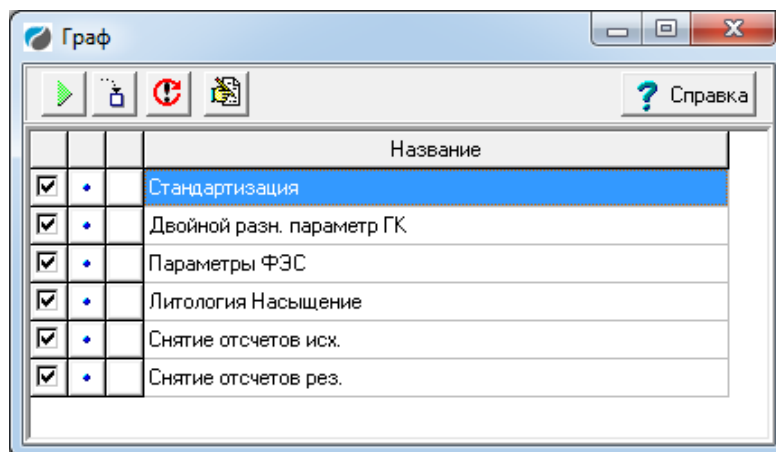 Граф
Справка
Название
Стандартизация
Двойной разн. параметр ГК
Параметры ФЭС
Литология Насыщение
Снятие отсчетов исх.
Снятие отсчетов рез.